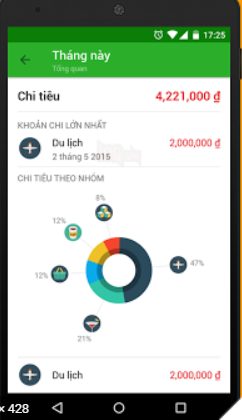 17:25
Tháng này
Tổng quan
Chi tiêu 4,221,000 ₫
KHOẢN CHI LỚN NHẤT
Du lịch 2,000,000 ₫
2 tháng 5 2015
CHI TIÊU THEO NHÓM
8%
12%
12%
47%
21%
Du lịch 2,000,000 ₫
× 428